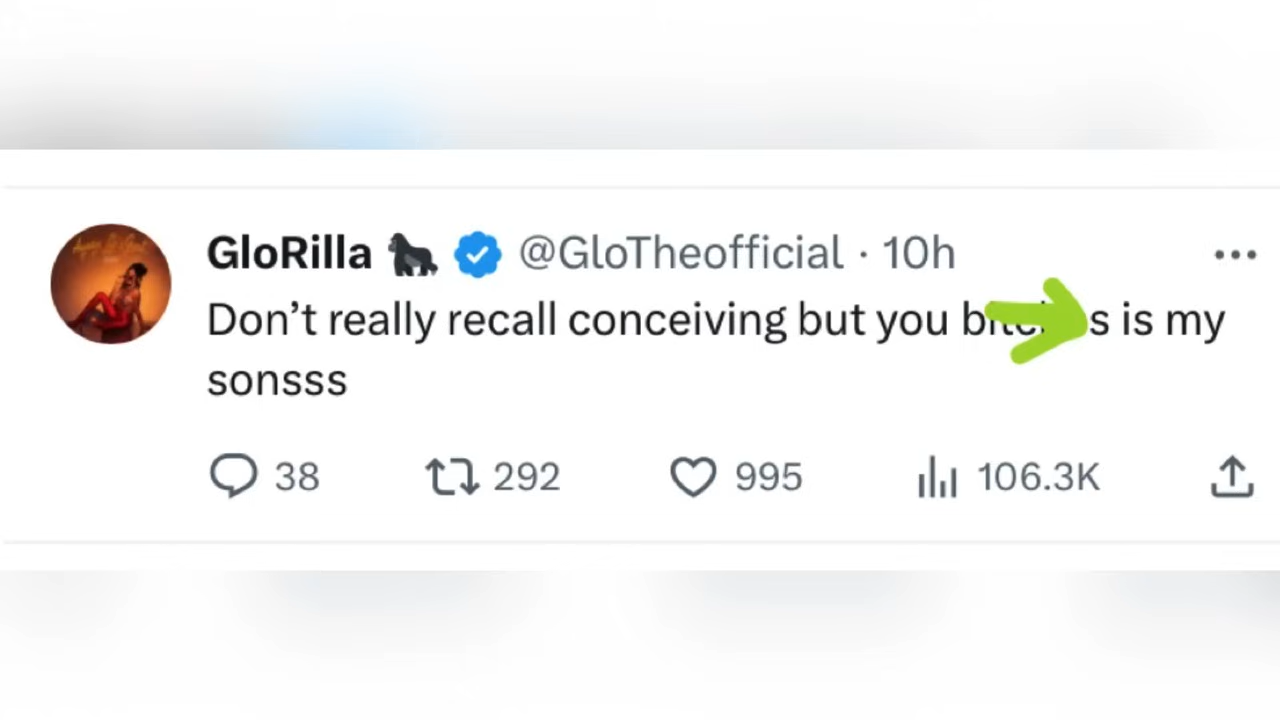 GloRilla 🦍 @GloTheofficial · 10h
Don’t really recall conceiving but you is my
sonsss
38 292 995 106.3K